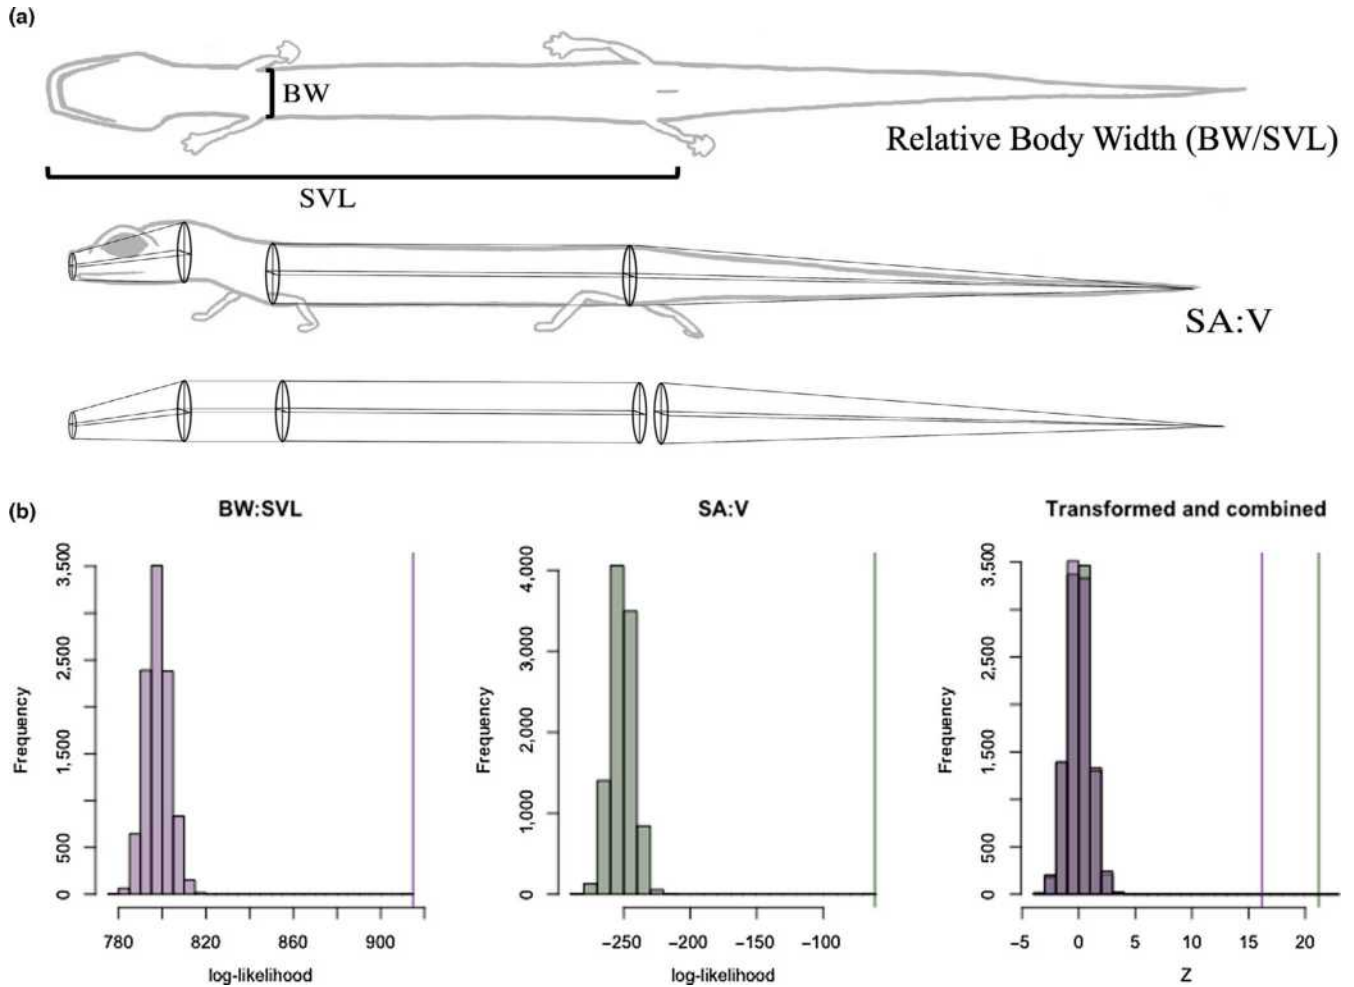 (a)
BW
Relative Body Width (BW/SVL)
SVL
SA:V
(b)
BW:SVL
SA:V
Transformed and combined
Frequency
0
500
1,500
2,500
3,500
780
820
860
900
log-likelihood
Frequency
0
1,000
2,000
3,000
4,000
−250
−200
−150
−100
log-likelihood
Frequency
0
500
1,500
2,500
3,500
−5
0
5
10
15
20
Z